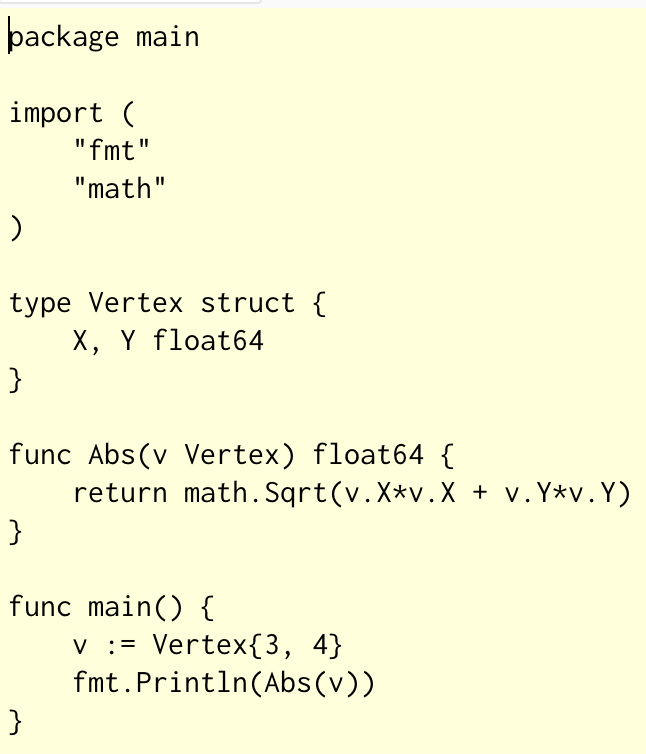 package main

import (
    "fmt"
    "math"
)

type Vertex struct {
    X, Y float64
}

func Abs(v Vertex) float64 {
    return math.Sqrt(v.X*v.X + v.Y*v.Y)
}

func main() {
    v := Vertex{3, 4}
    fmt.Println(Abs(v))
}